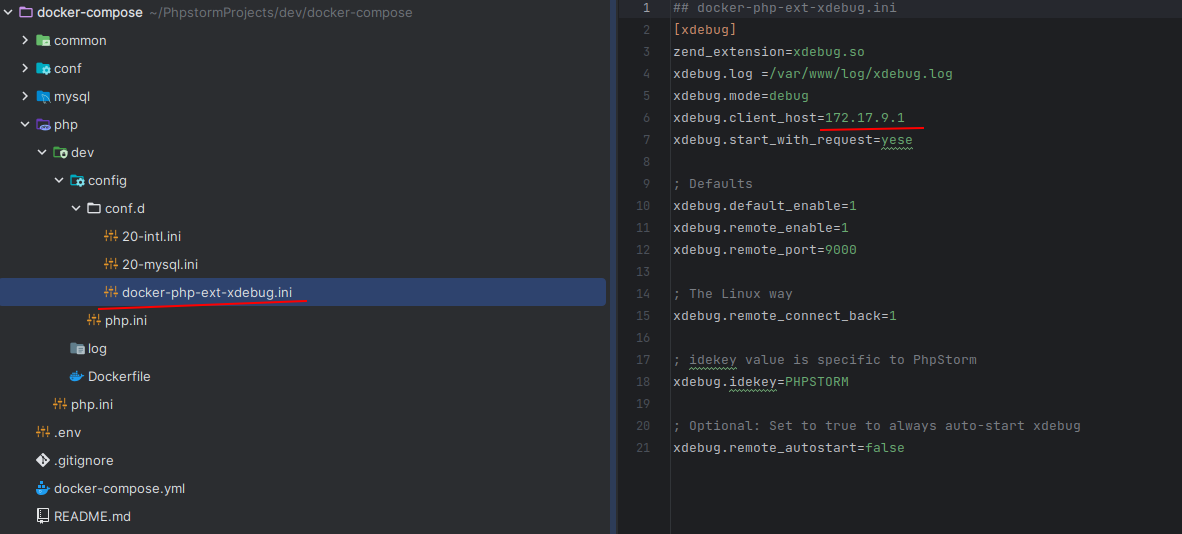 docker-compose ~/PhpstormProjects/dev/docker-compose
common
conf
mysql
php
dev
config
conf.d
20-intl.ini
20-mysql.ini
docker-php-ext-xdebug.ini
php.ini
log
Dockerfile
php.ini
.env
.gitignore
docker-compose.yml
README.md
1 ## docker-php-ext-xdebug.ini
2 [xdebug]
3 zend_extension=xdebug.so
4 xdebug.log =/var/www/log/xdebug.log
5 xdebug.mode=debug
6 xdebug.client_host=172.17.9.1
7 xdebug.start_with_request=yese
8
9 ; Defaults
10 xdebug.default_enable=1
11 xdebug.remote_enable=1
12 xdebug.remote_port=9000
13
14 ; The Linux way
15 xdebug.remote_connect_back=1
16
17 ; idekey value is specific to PhpStorm
18 xdebug.idekey=PHPSTORM
19
20 ; Optional: Set to true to always auto-start xdebug
21 xdebug.remote_autostart=false